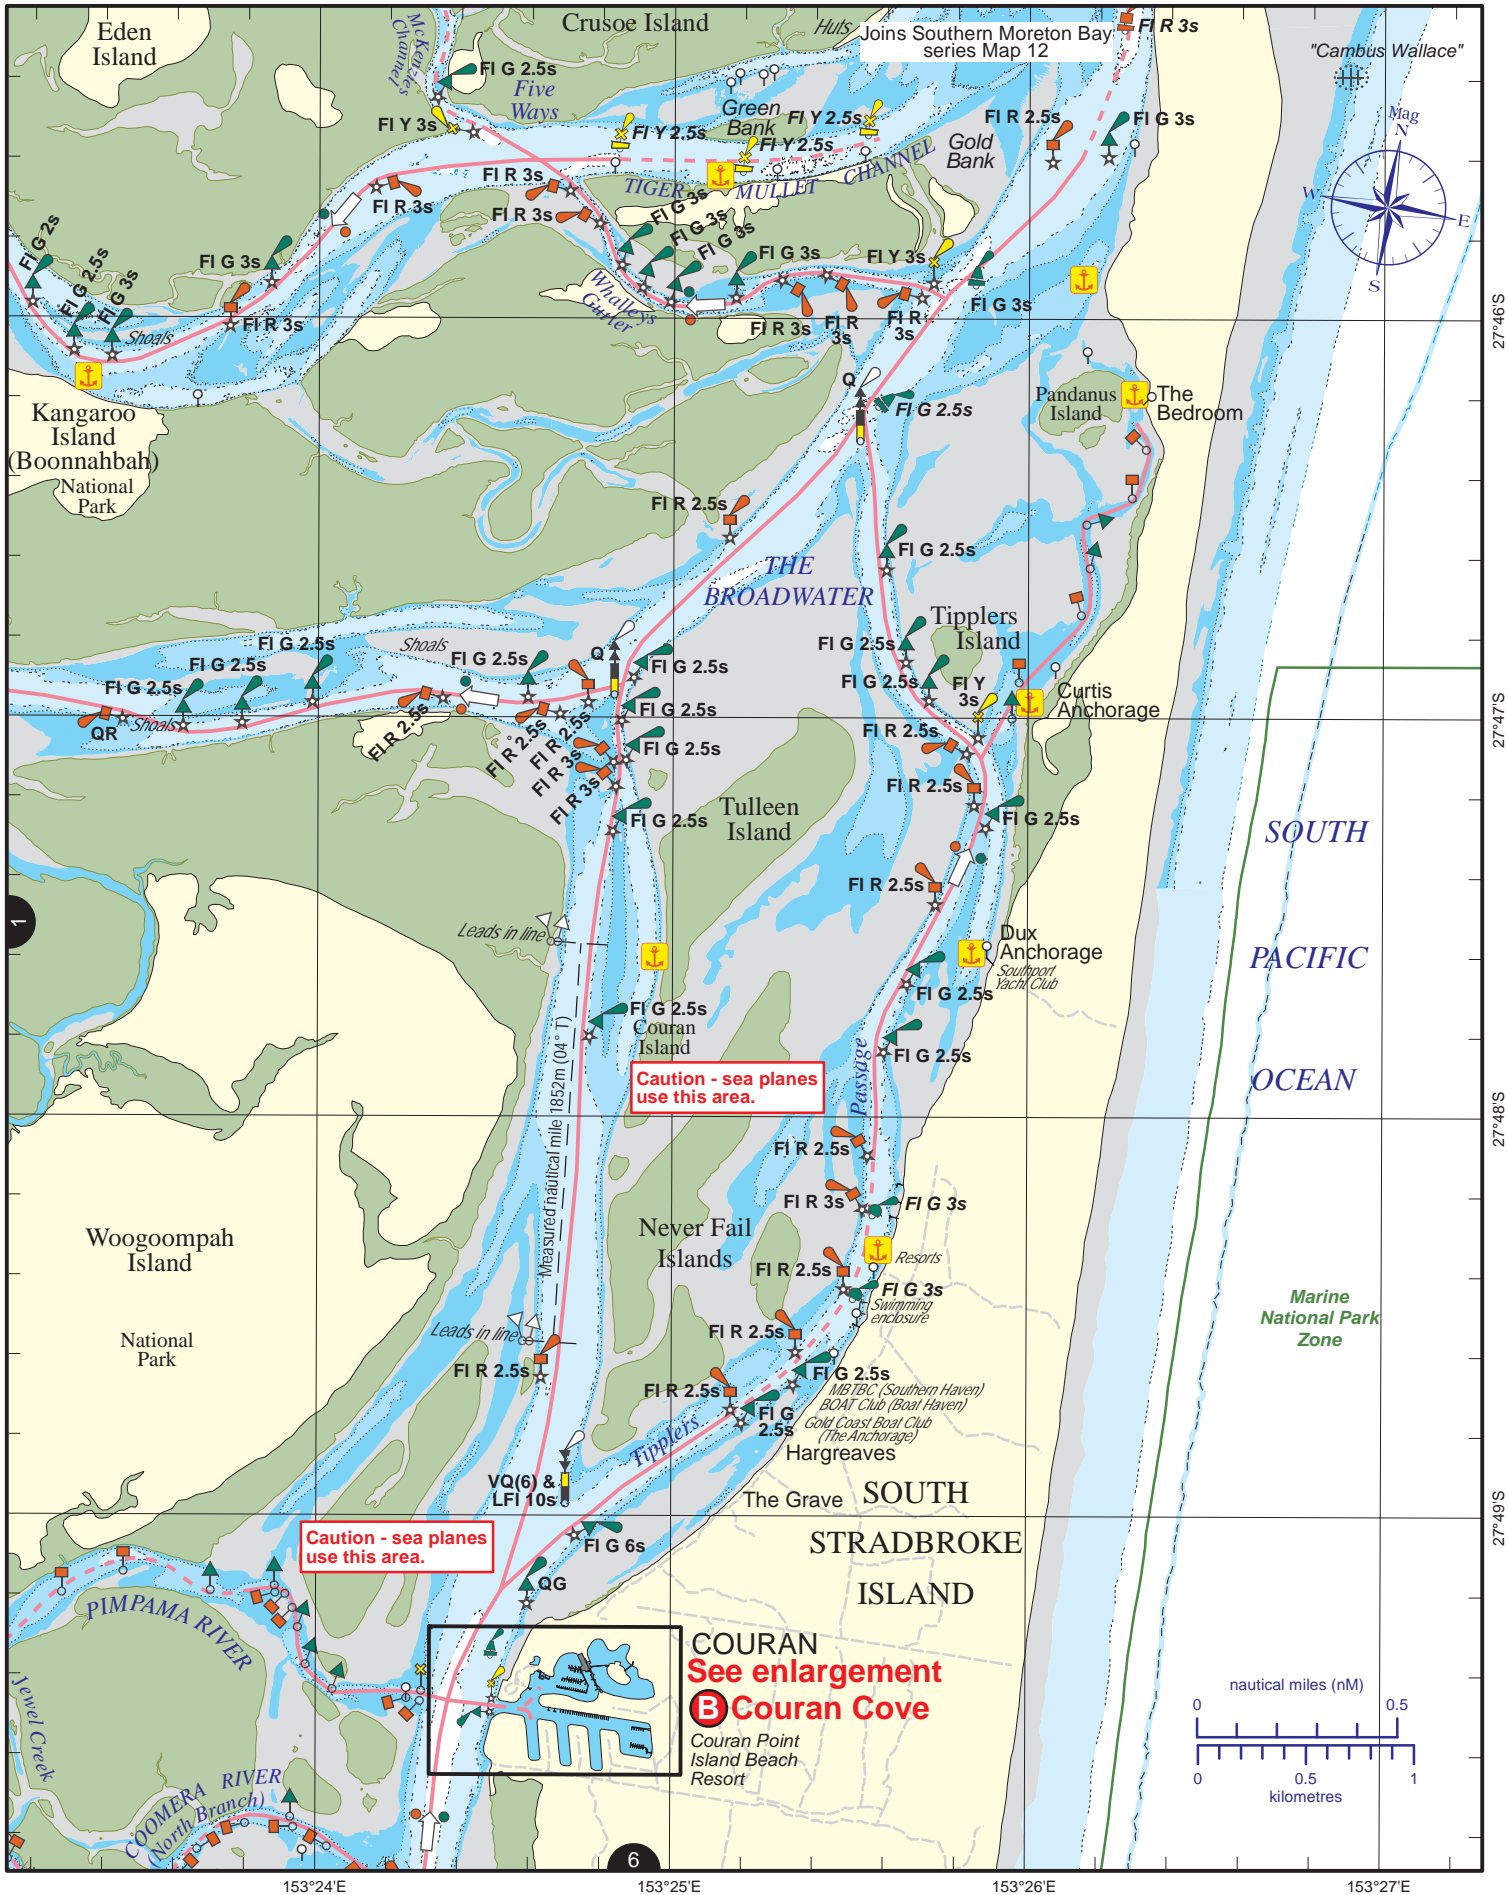 Eden
Island
McKenzies
Channel
Crusoe Island
Huts
Joins Southern Moreton Bay
series Map 12
Fl R 3s
"Cambus Wallace"
Fl G 2.5s
Five
Ways
Fl Y 3s
Green
Bank
Fl Y 2.5s
Fl Y 2.5s
Fl Y 2.5s
Gold
Bank
Fl R 2.5s
Fl G 3s
Mag
N
W
E
S
TIGER MULLET CHANNEL
Fl R 3s
Fl R 3s
Fl R 3s
Fl G 3s
Fl G 3s
Fl G 3s
Fl G 3s
Fl Y 3s
Fl G 2s
Fl G 2.5s
Fl G 3s
Fl G 3s
Shoals
Fl R 3s
Whalleys
Gutter
Fl R 3s
Fl R
3s
Fl R
3s
Fl G 3s
27°46'S
Kangaroo
Island
(Boonnahbah)
National
Park
Q
Fl G 2.5s
Pandanus
Island
The
Bedroom
Fl R 2.5s
Fl G 2.5s
THE
BROADWATER
Tipplers
Island
Fl G 2.5s
Shoals
Fl G 2.5s
Fl G 2.5s
Fl G 2.5s
Fl G 2.5s
Q
Fl G 2.5s
Fl G 2.5s
Fl Y
3s
Curtis
Anchorage
QR
Shoals
Fl R 2.5s
Fl R 2.5s
Fl R 2.5s
Fl R 3s
Fl R 3s
Fl G 2.5s
Fl G 2.5s
Fl R 2.5s
27°47'S
Fl R 2.5s
Tulleen
Island
Fl G 2.5s
Fl G 2.5s
SOUTH
PACIFIC
OCEAN
Fl R 2.5s
1
Leads in line
Dux
Anchorage
Southport
Yacht Club
Fl G 2.5s
Fl G 2.5s
Couran
Island
Fl G 2.5s
Measured nautical mile 1852m (04° T)
Caution - sea planes
use this area.
Passage
27°48'S
Fl R 2.5s
Fl R 3s
Fl G 3s
Woogoompah
Island
Never Fail
Islands
Resorts
Fl R 2.5s
Fl G 3s
Swimming
enclosure
Marine
National Park
Zone
National
Park
Leads in line
Fl R 2.5s
Fl R 2.5s
Fl R 2.5s
Fl G 2.5s
MBTBC (Southern Haven)
BOAT Club (Boat Haven)
Fl G
2.5s
Gold Coast Boat Club
(The Anchorage)
Hargreaves
Tipplers
VQ(6) &
LFl 10s
The Grave
SOUTH
STRADBROKE
ISLAND
27°49'S
Caution - sea planes
use this area.
Fl G 6s
QG
PIMPAMA RIVER
COURAN
See enlargement
B Couran Cove
Couran Point
Island Beach
Resort
Jewel Creek
COOMERA RIVER
(North Branch)
nautical miles (nM)
0 0.5
0 0.5 1
kilometres
6
153°24'E
153°25'E
153°26'E
153°27'E